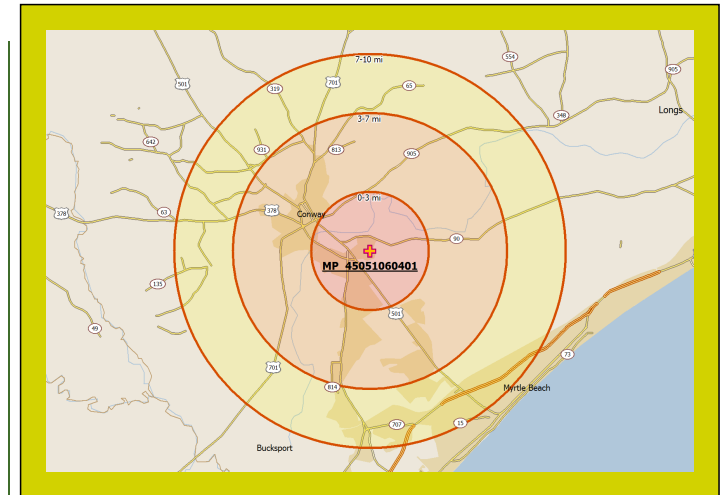 7-10 mi
554
905
501
701
319
65
Longs
348
3-7 mi
642
931
813
905
0-3 mi
378
63
378
Conway
90
MP 45051060401
135
501
49
73
701
814
Myrtle Beach
707
15
Bucksport